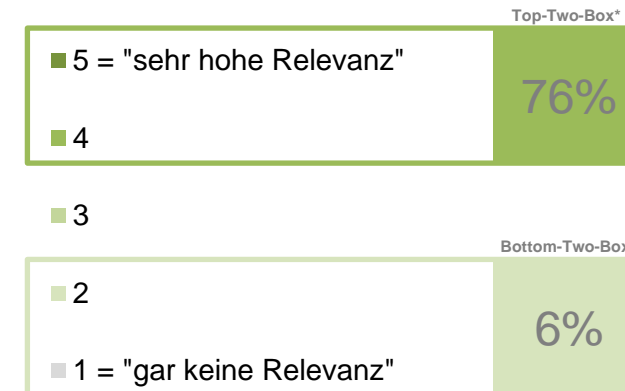 Top-Two-Box*
5 = "sehr hohe Relevanz"
76%
4
3
Bottom-Two-Box
2
6%
1 = "gar keine Relevanz"